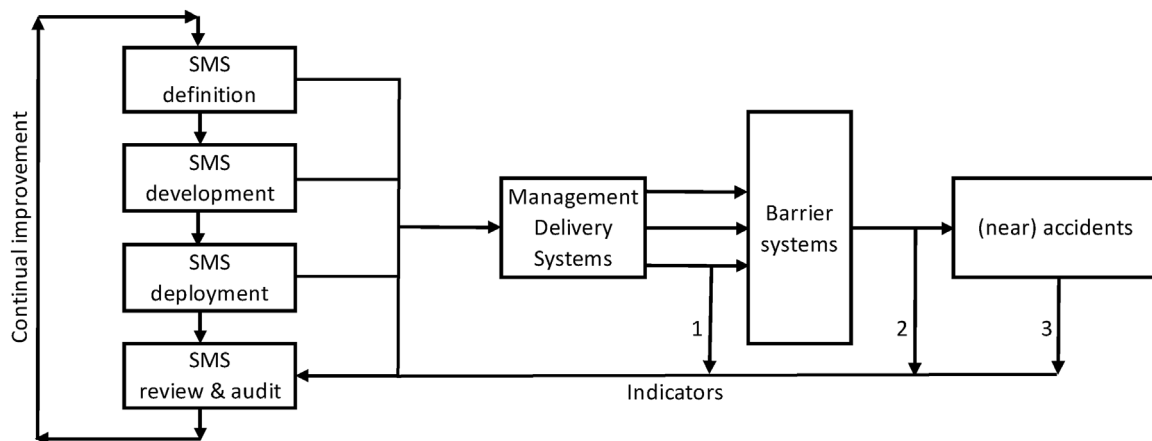 SMS
definition
SMS
development
SMS
deployment
SMS
review & audit
Continual improvement
Management
Delivery
Systems
Barrier
systems
(near) accidents
1
2
3
Indicators